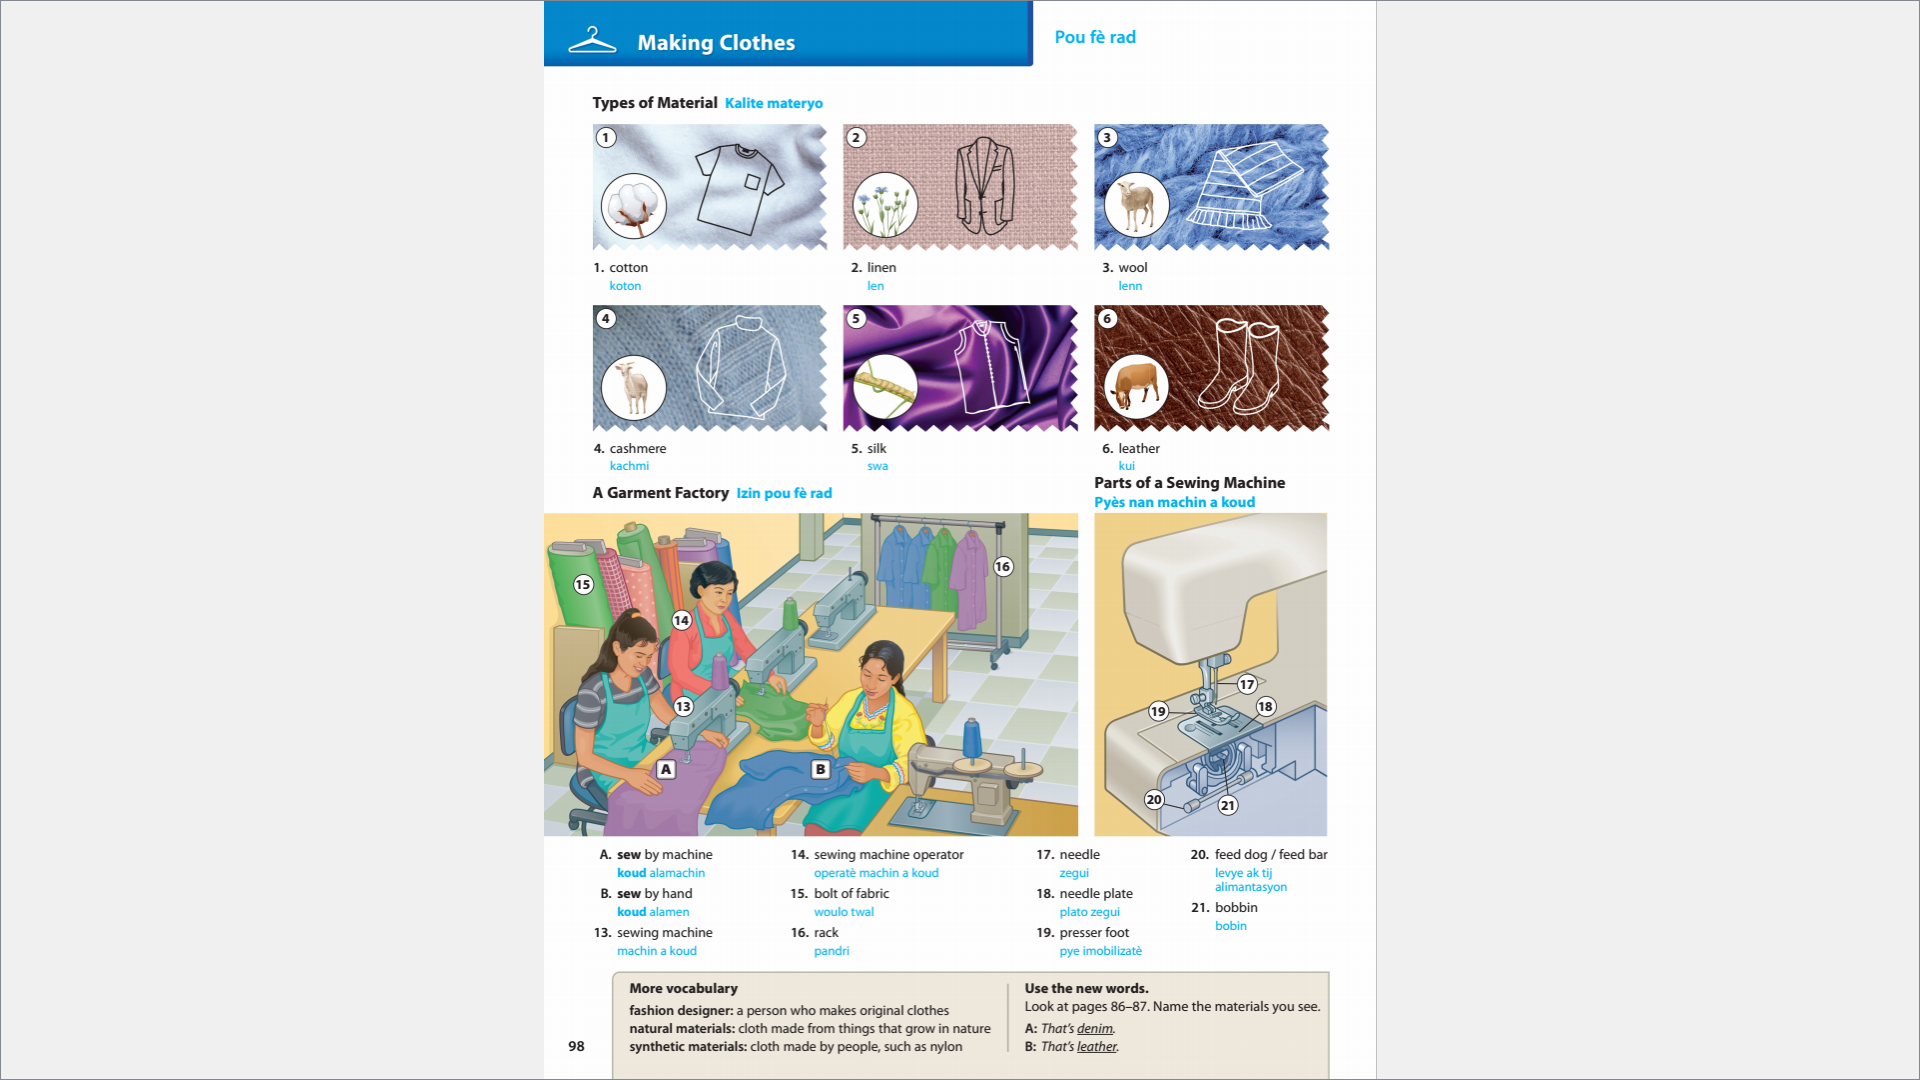 Making Clothes
Pou fè rad
Types of Material Kalite materyo
1
2
3
1. cotton
koton
2. linen
len
3. wool
lenn
4
5
6
4. cashmere
kachmi
5. silk
swa
6. leather
kui
A Garment Factory Izin pou fè rad
Parts of a Sewing Machine
Pyès nan machin a koud
15
16
14
13
A
B
17
18
19
20
21
A. sew by machine
koud alamachin
B. sew by hand
koud alamen
13. sewing machine
machin a koud
14. sewing machine operator
operatè machin a koud
15. bolt of fabric
woulo twal
16. rack
pandri
17. needle
zegui
18. needle plate
plato zegui
19. presser foot
pye imobilizatè
20. feed dog / feed bar
levye ak tij
alimantasyon
21. bobbin
bobin
More vocabulary
fashion designer: a person who makes original clothes
natural materials: cloth made from things that grow in nature
synthetic materials: cloth made by people, such as nylon
Use the new words.
Look at pages 86–87. Name the materials you see.
A: That's denim.
B: That's leather.
98